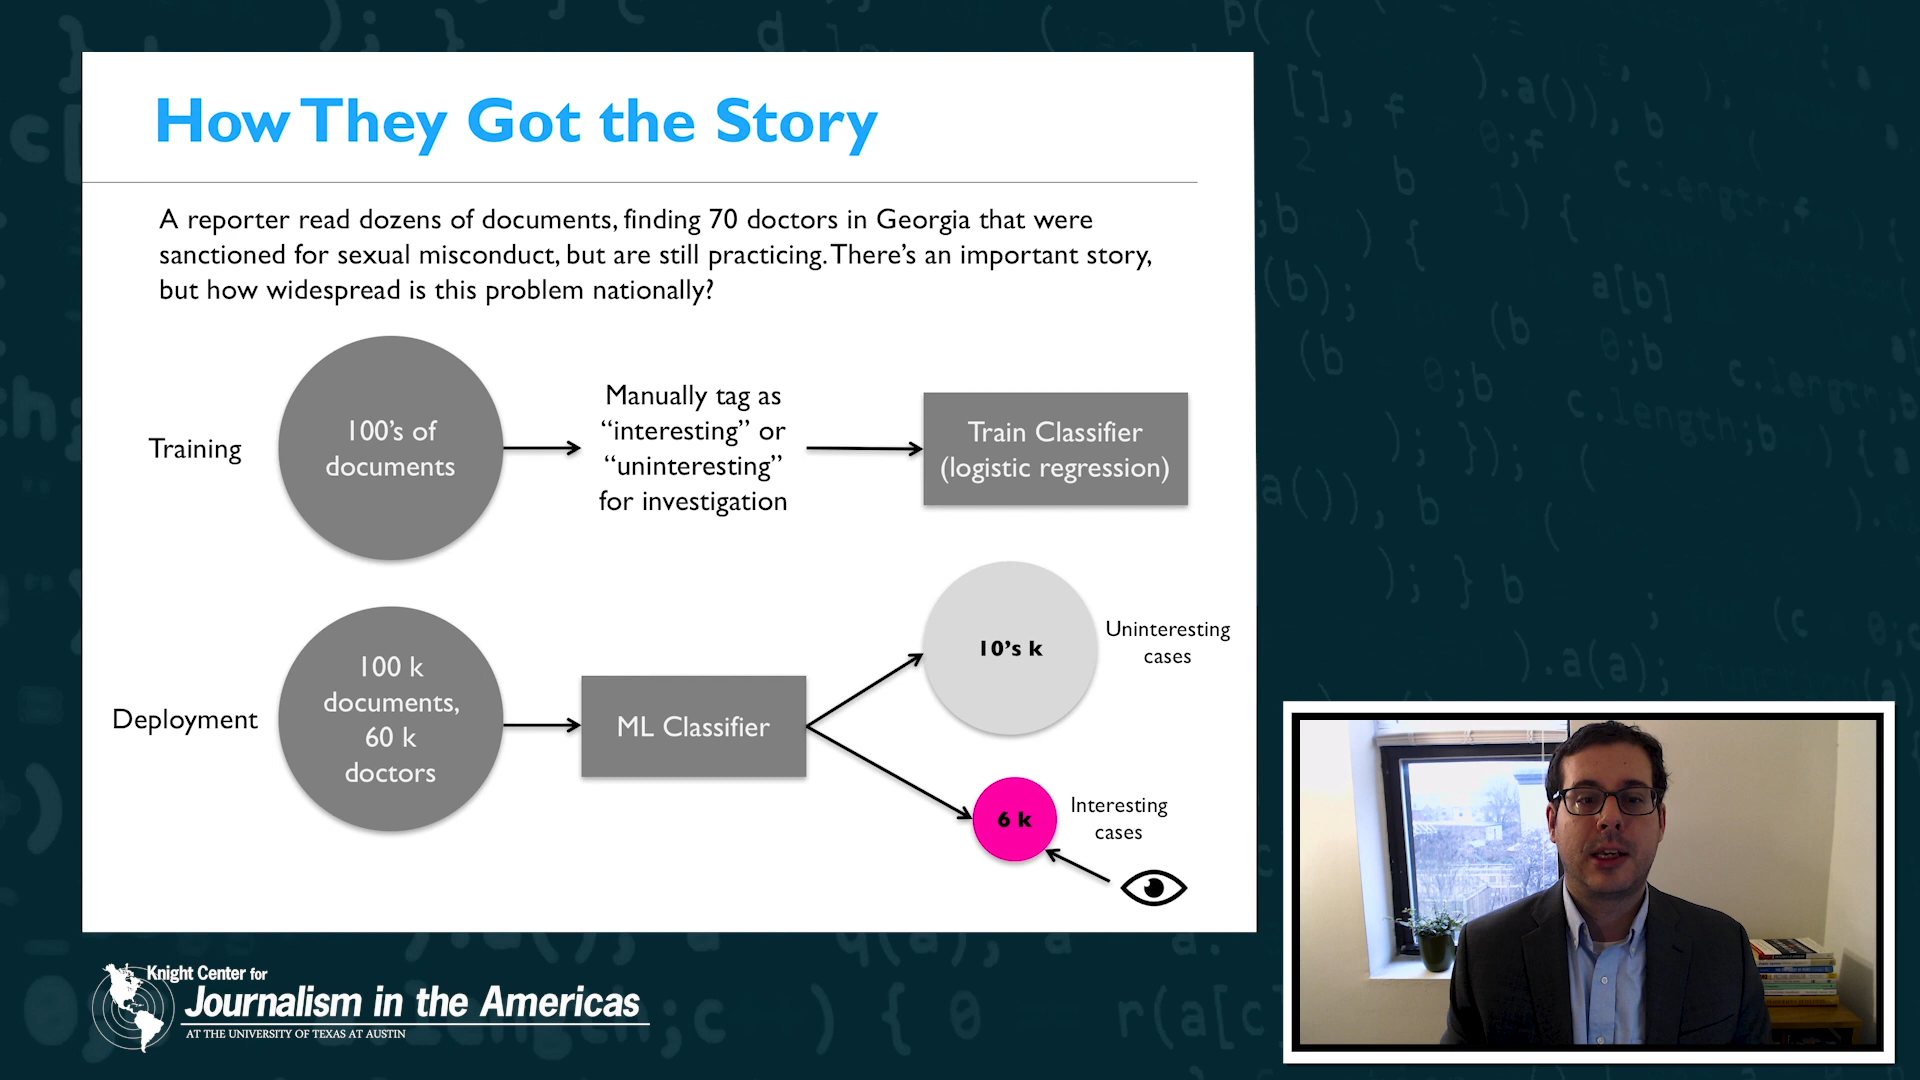 How They Got the Story
A reporter read dozens of documents, finding 70 doctors in Georgia that were
sanctioned for sexual misconduct, but are still practicing. There’s an important story,
but how widespread is this problem nationally?
Training
100’s of
documents
Manually tag as
“interesting” or
“uninteresting”
for investigation
Train Classifier
(logistic regression)
Deployment
100 k
documents,
60 k
doctors
ML Classifier
10’s k
Uninteresting
cases
6 k
Interesting
cases
Knight Center for
Journalism in the Americas
AT THE UNIVERSITY OF TEXAS AT AUSTIN